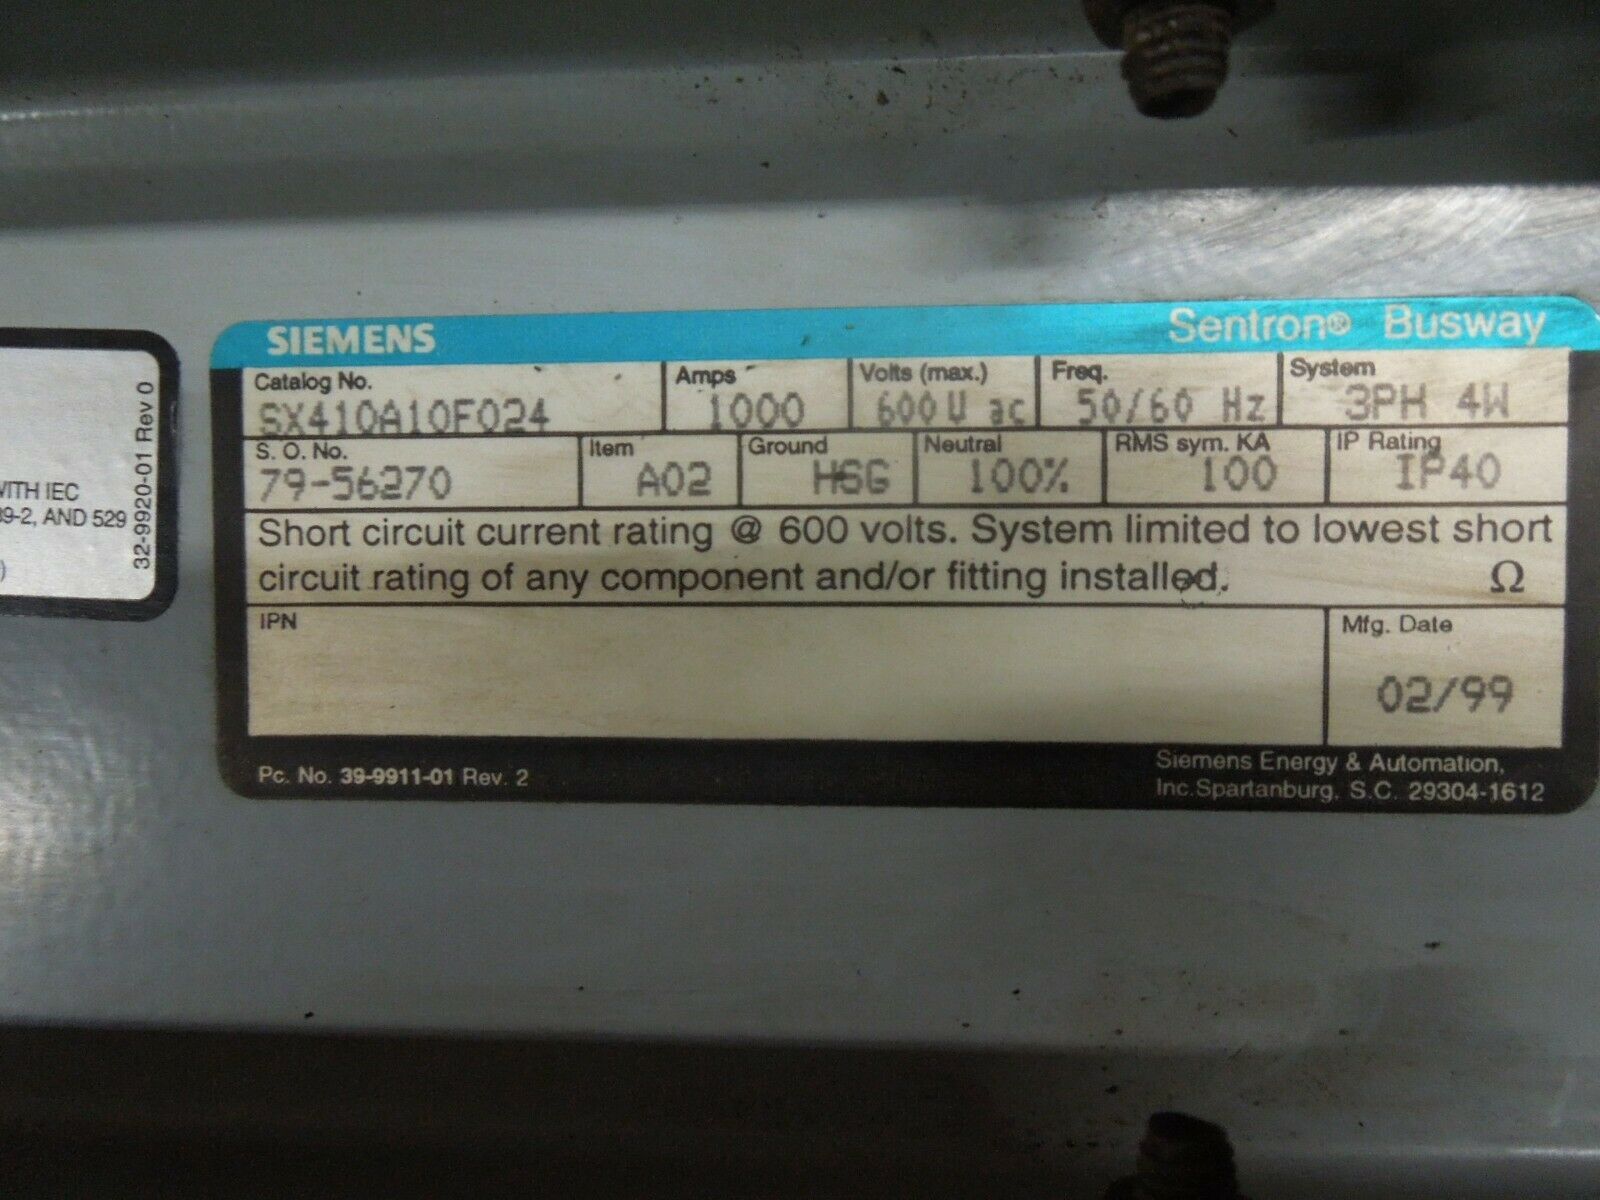 SIEMENS
Sentron® Busway
Catalog No.
SX410A10F024
Amps
1000
Volts (max.)
600V ac
Freq.
50/60 Hz
System
3PH 4W
S. O. No.
79-56270
Item
A02
Ground
HSG
Neutral
100%
RMS sym. KA
100
IP Rating
IP40
Short circuit current rating @ 600 volts. System limited to lowest short
circuit rating of any component and/or fitting installed.
Ω
IPN
Mfg. Date
02/99
Pc. No. 39-9911-01 Rev. 2
Siemens Energy & Automation,
Inc.Spartanburg, S.C. 29304-1612
WITH IEC
39-2, AND 529
)
32-9920-01 Rev 0